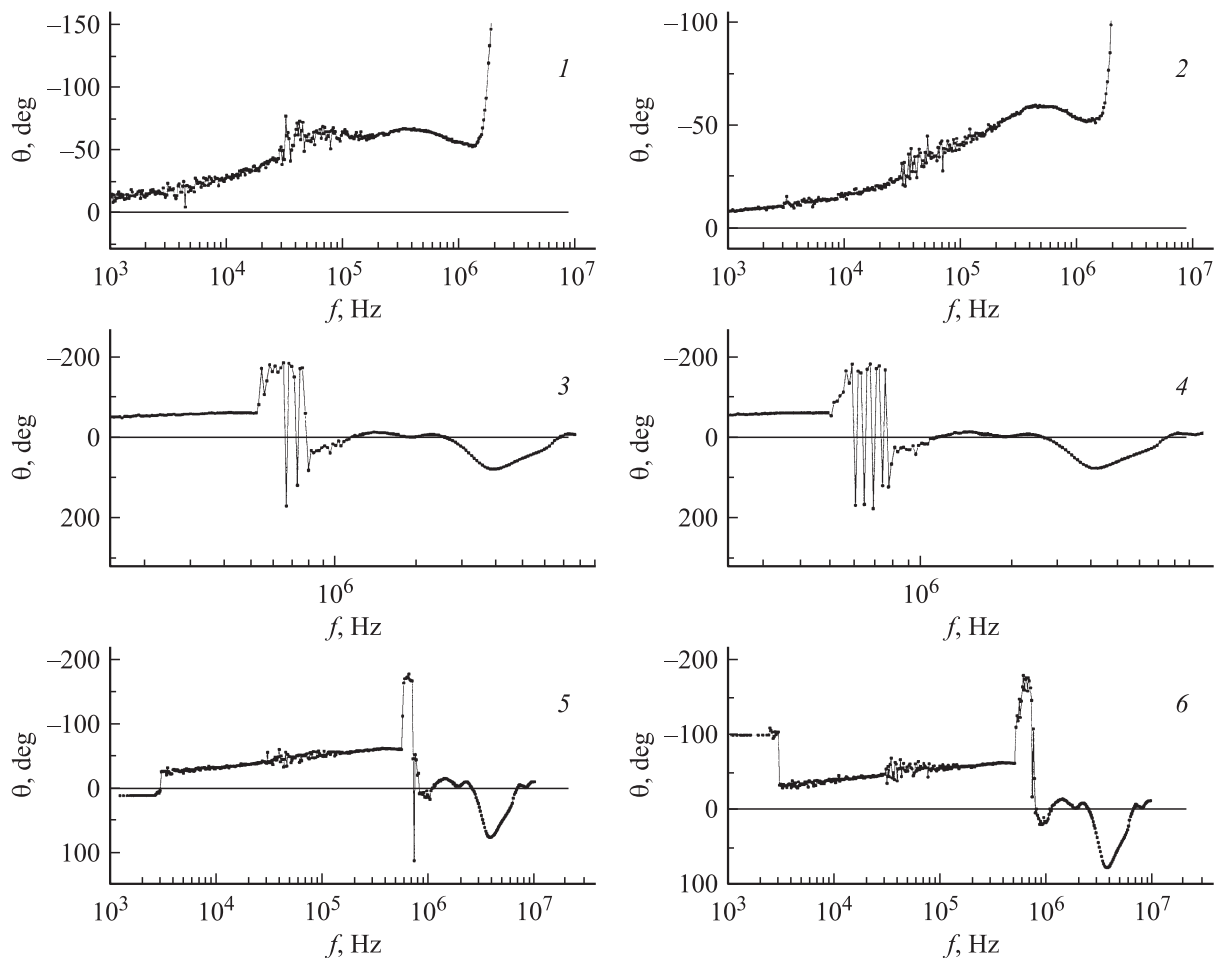 –150
–100
–50
0
θ, deg
1
10³ 10⁴ 10⁵ 10⁶ 10⁷
f, Hz
–100
–50
0
θ, deg
2
10³ 10⁴ 10⁵ 10⁶ 10⁷
f, Hz
–200
0
200
θ, deg
3
10⁶
f, Hz
–200
0
200
θ, deg
4
10⁶
f, Hz
–200
–100
0
100
θ, deg
5
10³ 10⁴ 10⁵ 10⁶ 10⁷
f, Hz
–200
–100
0
100
θ, deg
6
10³ 10⁴ 10⁵ 10⁶ 10⁷
f, Hz